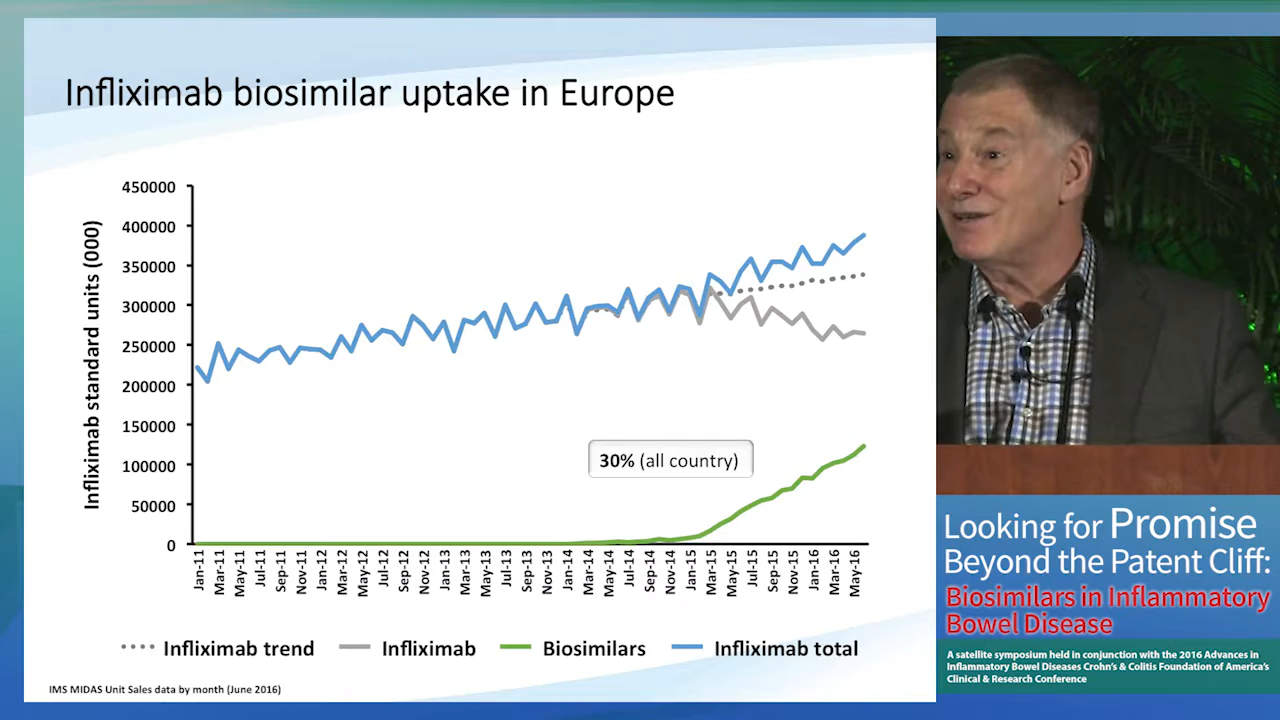 Infliximab biosimilar uptake in Europe
Infliximab standard units (000)
450000
400000
350000
300000
250000
200000
150000
100000
50000
0
30% (all country)
Jan-11
Mar-11
May-11
Jul-11
Sep-11
Nov-11
Jan-12
Mar-12
May-12
Jul-12
Sep-12
Nov-12
Jan-13
Mar-13
May-13
Jul-13
Sep-13
Nov-13
Jan-14
Mar-14
May-14
Jul-14
Sep-14
Nov-14
Jan-15
Mar-15
May-15
Jul-15
Sep-15
Nov-15
Jan-16
Mar-16
May-16
Infliximab trend
Infliximab
Biosimilars
Infliximab total
IMS MIDAS Unit Sales data by month (June 2016)
Looking for Promise
Beyond the Patent Cliff:
Biosimilars in Inflammatory
Bowel Disease
A satellite symposium held in conjunction with the 2016 Advances in
Inflammatory Bowel Diseases Crohn's & Colitis Foundation of America's
Clinical & Research Conference